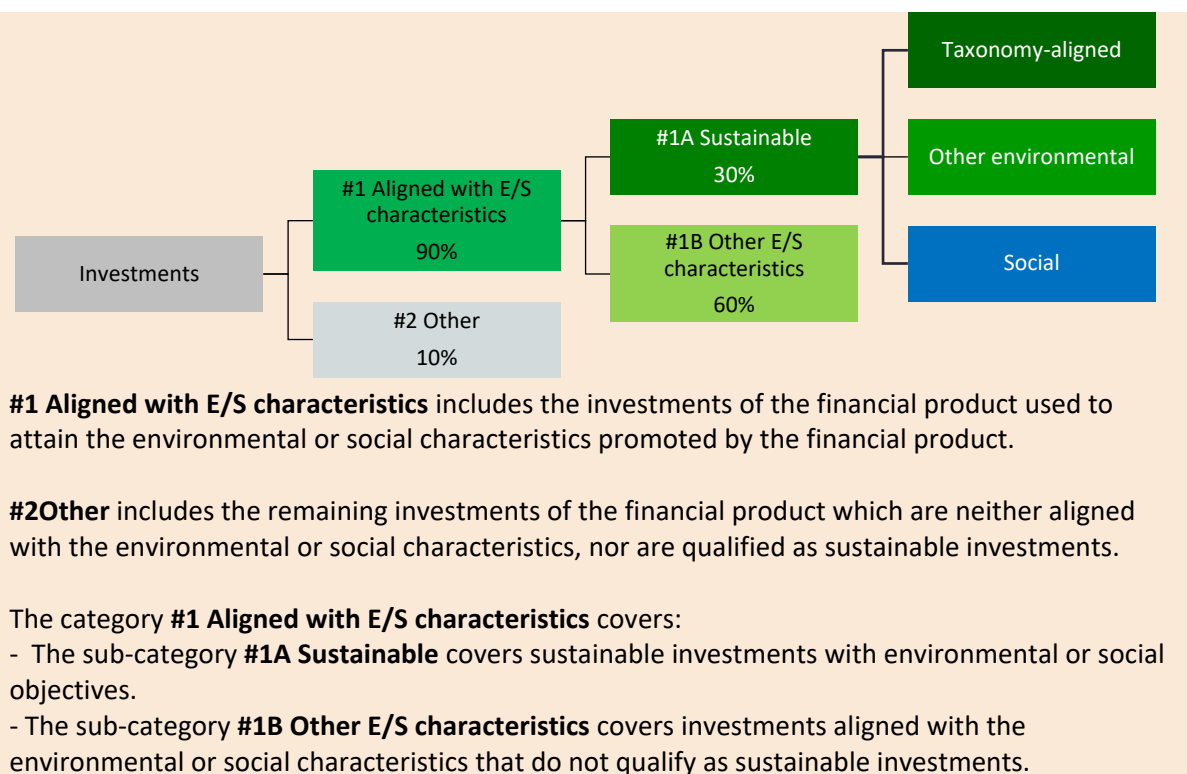 Taxonomy-aligned
#1A Sustainable
30%
Other environmental
#1 Aligned with E/S
characteristics
90%
#1B Other E/S
characteristics
60%
Social
Investments
#2 Other
10%
#1 Aligned with E/S characteristics includes the investments of the financial product used to
attain the environmental or social characteristics promoted by the financial product.
#2Other includes the remaining investments of the financial product which are neither aligned
with the environmental or social characteristics, nor are qualified as sustainable investments.
The category #1 Aligned with E/S characteristics covers:
- The sub-category #1A Sustainable covers sustainable investments with environmental or social
objectives.
- The sub-category #1B Other E/S characteristics covers investments aligned with the
environmental or social characteristics that do not qualify as sustainable investments.